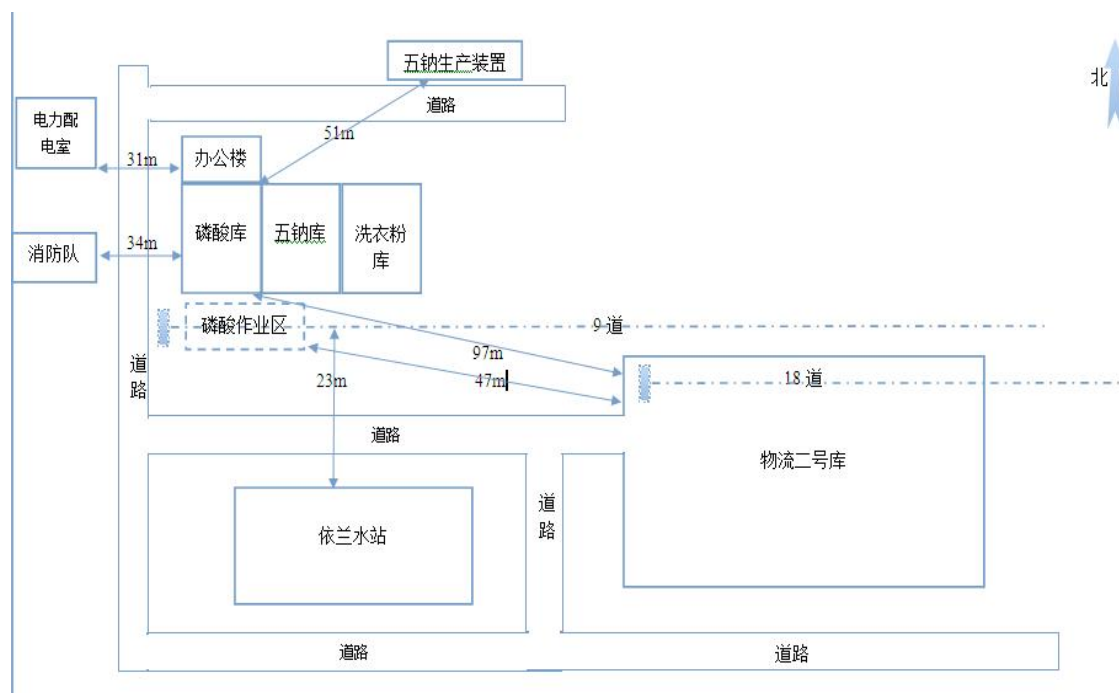 五钠生产装置
北
道路
电力配
电室
51m
31m
办公楼
磷酸库
五钠库
洗衣粉
库
消防队
34m
磷酸作业区
9 道
97m
道
路
23m
47m
18 道
道路
物流二号库
道
路
依兰水站
道路
道路